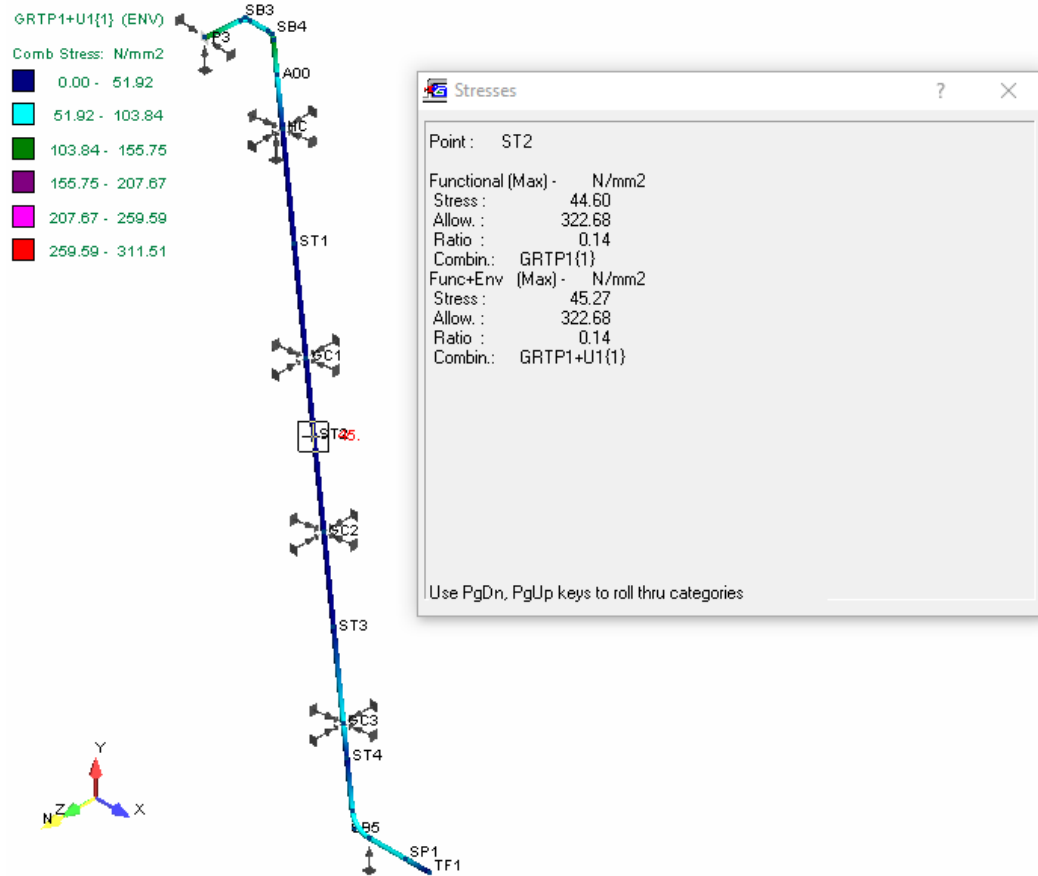 GRTP1+U1{1} (ENV)
Comb Stress: N/mm2
0.00 - 51.92
51.92 - 103.84
103.84 - 155.75
155.75 - 207.67
207.67 - 259.59
259.59 - 311.51
SB3
SB4
A00
ST1
GC1
45.
GC2
ST3
GC3
ST4
SP1
TF1
Y
Z
X
N
Stresses
?
Point : ST2
Functional (Max) - N/mm2
Stress : 44.60
Allow. : 322.68
Ratio : 0.14
Combin.: GRTP1{1}
Func+Env (Max) - N/mm2
Stress : 45.27
Allow. : 322.68
Ratio : 0.14
Combin.: GRTP1+U1{1}
Use PgDn, PgUp keys to roll thru categories